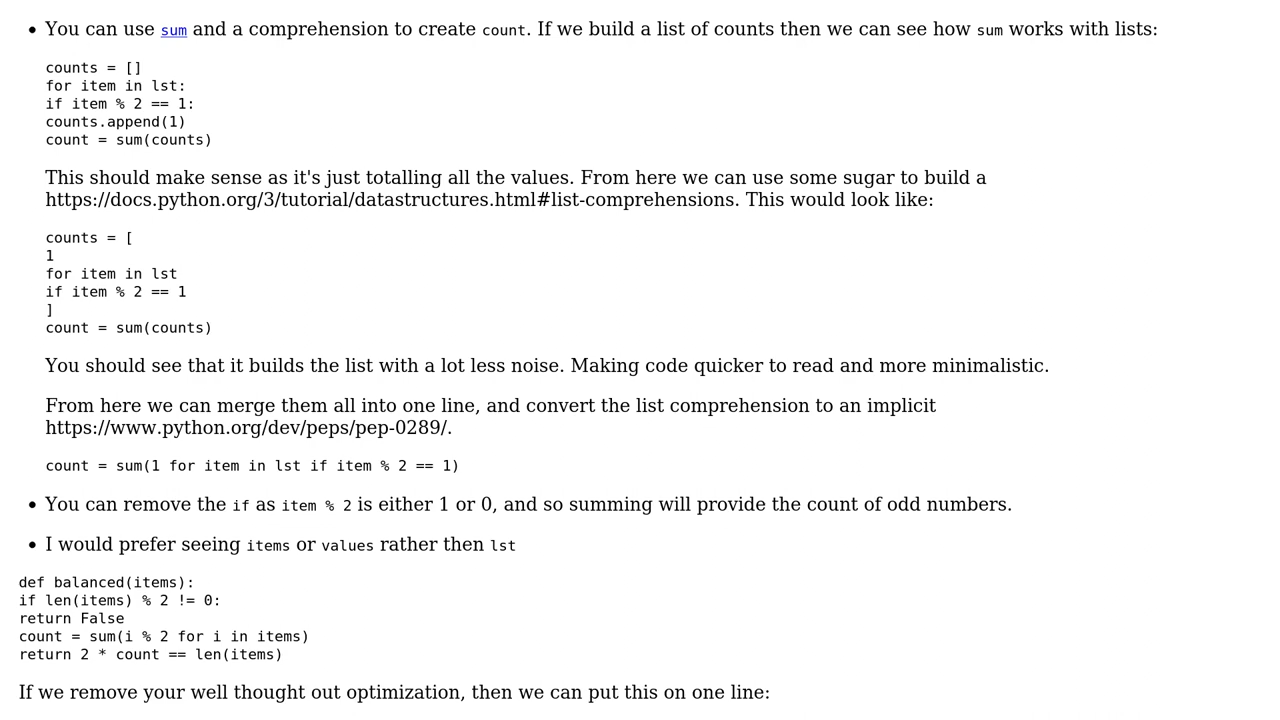 You can use sum and a comprehension to create count. If we build a list of counts then we can see how sum works with lists:
counts = []
for item in lst:
if item % 2 == 1:
counts.append(1)
count = sum(counts)
This should make sense as it's just totalling all the values. From here we can use some sugar to build a
https://docs.python.org/3/tutorial/datastructures.html#list-comprehensions. This would look like:
counts = [
1
for item in lst
if item % 2 == 1
]
count = sum(counts)
You should see that it builds the list with a lot less noise. Making code quicker to read and more minimalistic.
From here we can merge them all into one line, and convert the list comprehension to an implicit
https://www.python.org/dev/peps/pep-0289/.
count = sum(1 for item in lst if item % 2 == 1)
You can remove the if as item % 2 is either 1 or 0, and so summing will provide the count of odd numbers.
I would prefer seeing items or values rather then lst
def balanced(items):
if len(items) % 2 != 0:
return False
count = sum(i % 2 for i in items)
return 2 * count == len(items)
If we remove your well thought out optimization, then we can put this on one line: